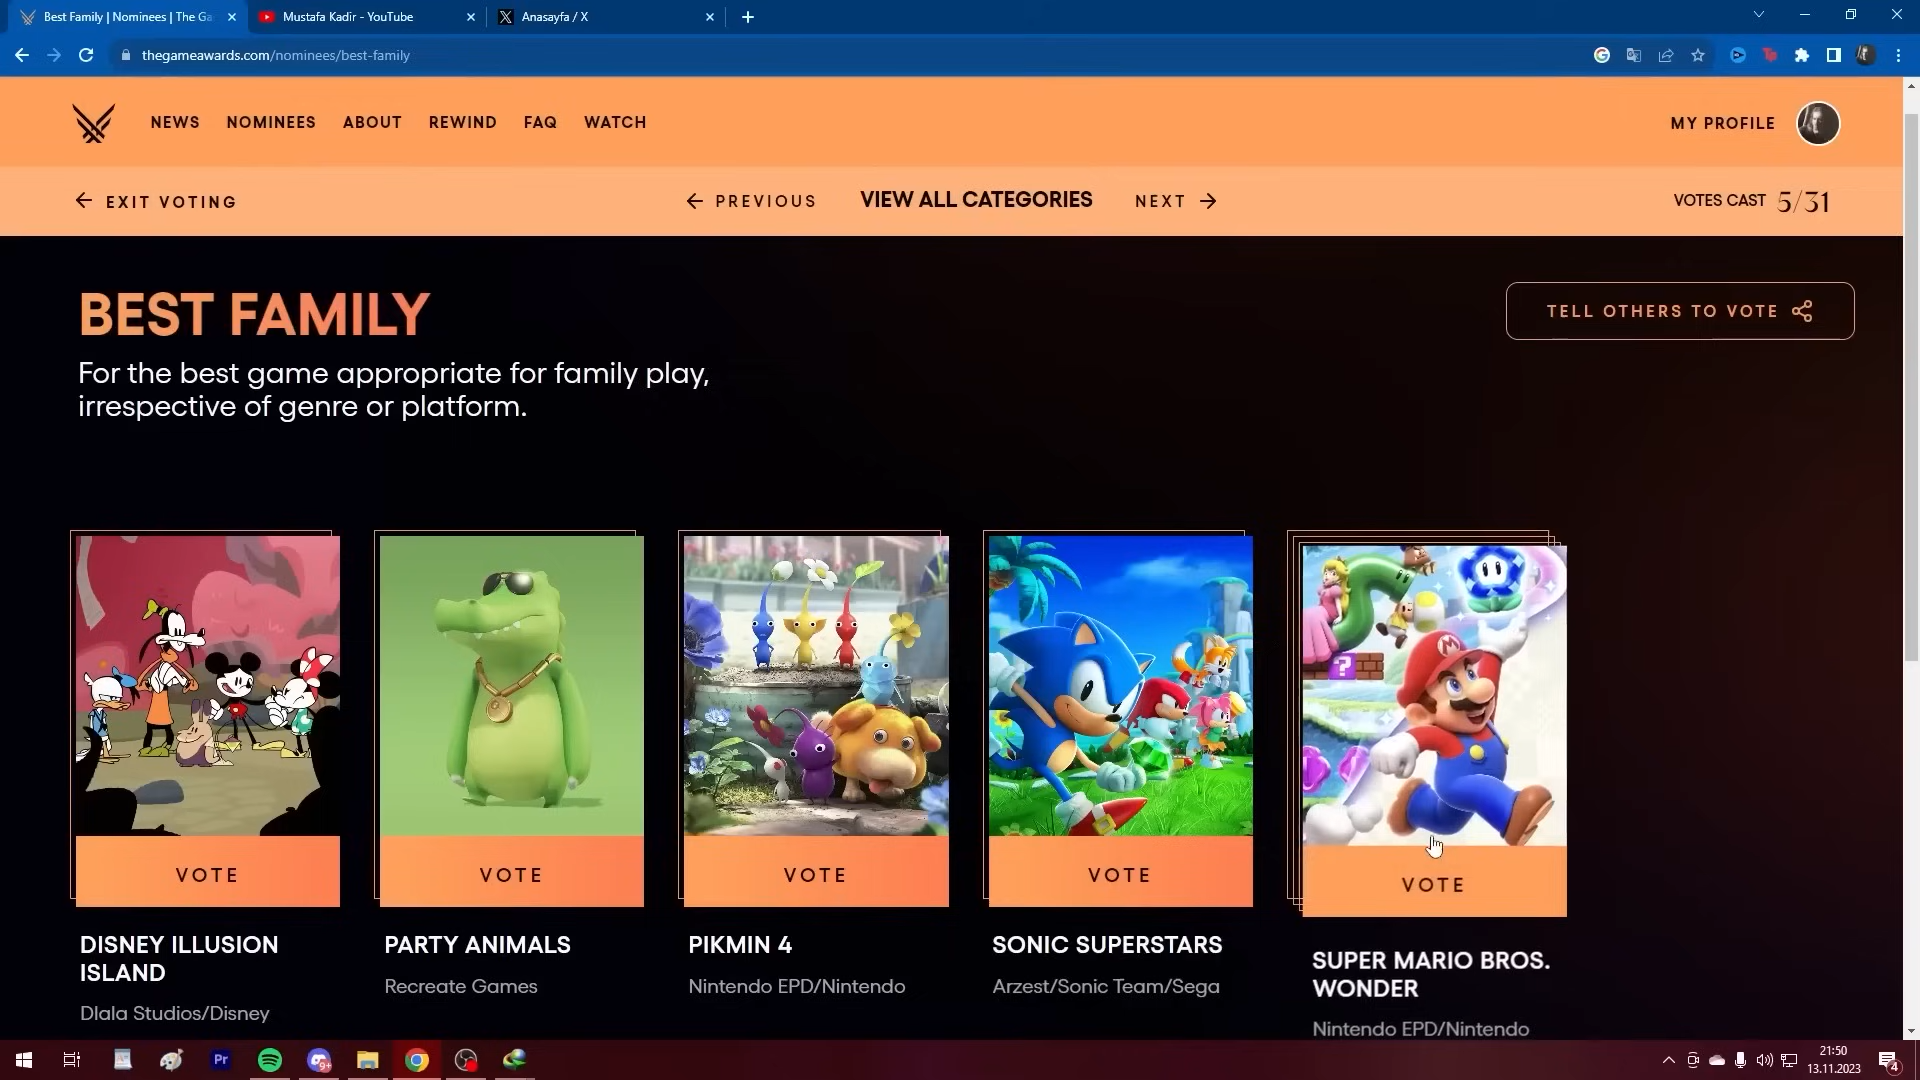 Best Family | Nominees | The Ga
Mustafa Kadir - YouTube
Anasayfa / X
thegameawards.com/nominees/best-family
NEWS
NOMINEES
ABOUT
REWIND
FAQ
WATCH
MY PROFILE
EXIT VOTING
PREVIOUS
VIEW ALL CATEGORIES
NEXT
VOTES CAST 5/31
BEST FAMILY
For the best game appropriate for family play,
irrespective of genre or platform.
TELL OTHERS TO VOTE
M
?
VOTE
VOTE
VOTE
VOTE
VOTE
DISNEY ILLUSION
ISLAND
Dlala Studios/Disney
PARTY ANIMALS
Recreate Games
PIKMIN 4
Nintendo EPD/Nintendo
SONIC SUPERSTARS
Arzest/Sonic Team/Sega
SUPER MARIO BROS.
WONDER
Nintendo EPD/Nintendo
Pr
9+
21:50
13.11.2023
4